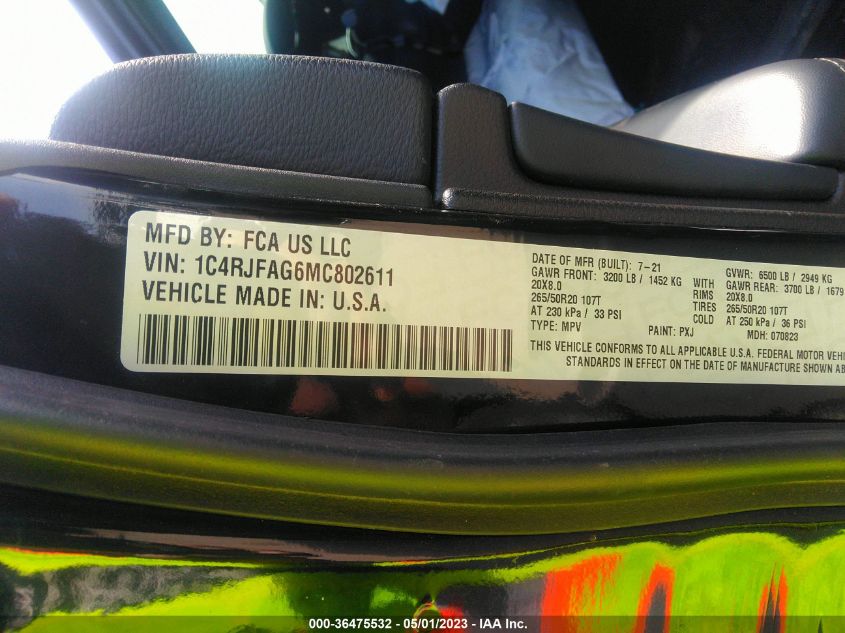 MFD BY: FCA US LLC
VIN: 1C4RJFAG6MC802611
VEHICLE MADE IN: U.S.A.
DATE OF MFR (BUILT): 7-21 GVWR: 6500 LB / 2949 KG
GAWR FRONT: 3200 LB / 1452 KG WITH GAWR REAR: 3700 LB / 1679
20X8.0 RIMS 20X8.0
265/50R20 107T TIRES 265/50R20 107T
AT 230 kPa / 33 PSI COLD AT 250 kPa / 36 PSI
TYPE: MPV PAINT: PXJ MDH: 070823
THIS VEHICLE CONFORMS TO ALL APPLICABLE U.S.A. FEDERAL MOTOR
STANDARDS IN EFFECT ON THE DATE OF MANUFACTURE SHOWN
000-36475532 - 05/01/2023 - IAA Inc.